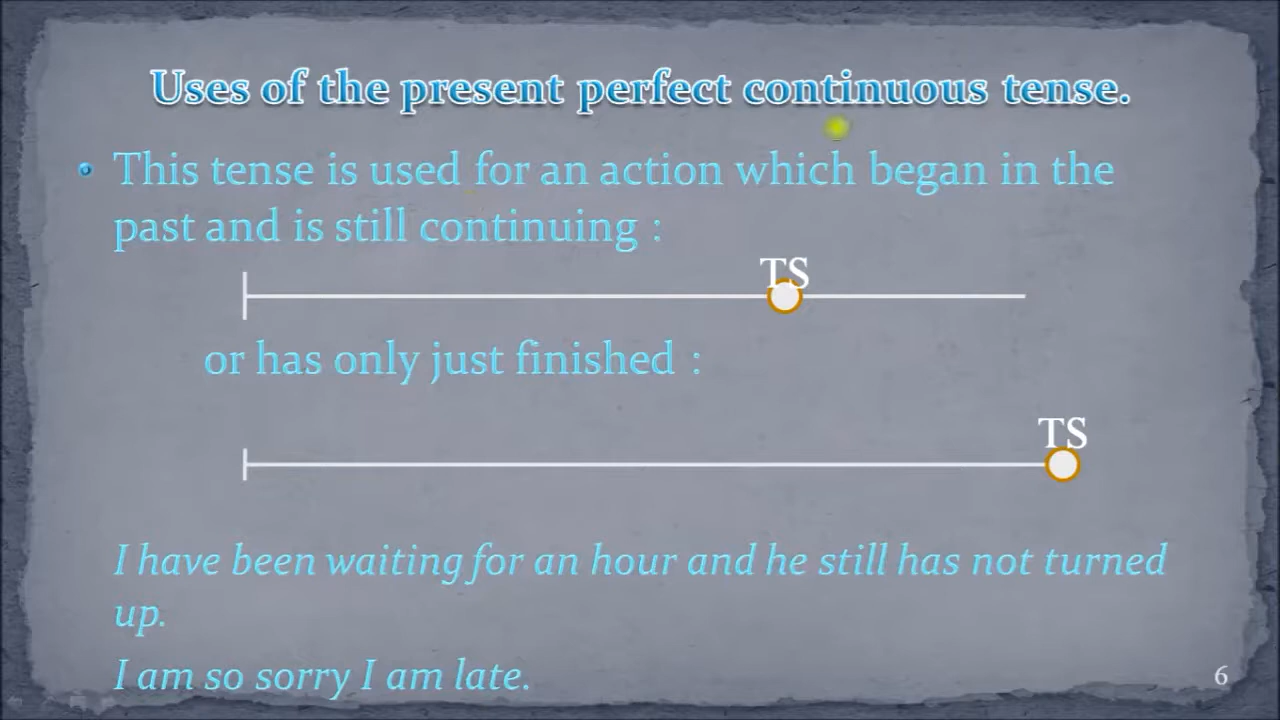 Uses of the present perfect continuous tense.
• This tense is used for an action which began in the
past and is still continuing :
TS
or has only just finished :
TS
I have been waiting for an hour and he still has not turned
up.
I am so sorry I am late.
6